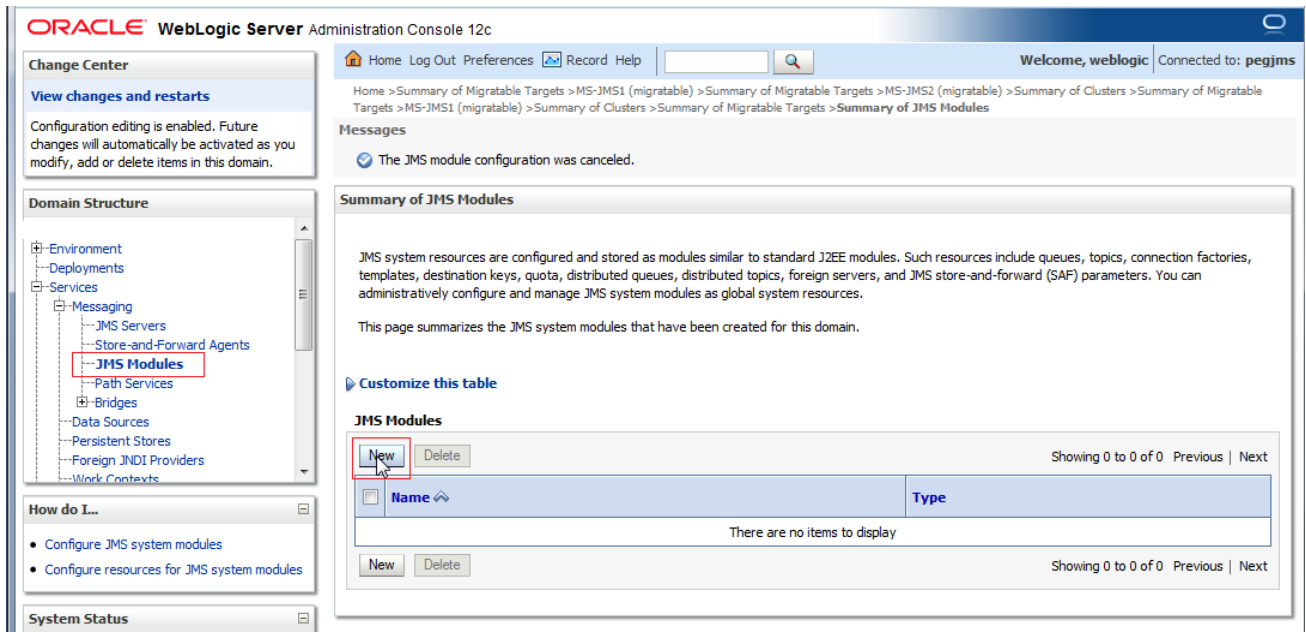 ORACLE WebLogic Server Administration Console 12c
Change Center
View changes and restarts
Configuration editing is enabled. Future
changes will automatically be activated as you
modify, add or delete items in this domain.
Domain Structure
Environment
Deployments
Services
Messaging
JMS Servers
Store-and-Forward Agents
JMS Modules
Path Services
Bridges
Data Sources
Persistent Stores
Foreign JNDI Providers
Work Contexts
How do I...
Configure JMS system modules
Configure resources for JMS system modules
System Status
Home Log Out Preferences Record Help
Welcome, weblogic Connected to: pegjms
Home >Summary of Migratable Targets >MS-JMS1 (migratable) >Summary of Migratable Targets >MS-JMS2 (migratable) >Summary of Clusters >Summary of Migratable
Targets >MS-JMS1 (migratable) >Summary of Clusters >Summary of Migratable Targets >Summary of JMS Modules
Messages
The JMS module configuration was canceled.
Summary of JMS Modules
JMS system resources are configured and stored as modules similar to standard J2EE modules. Such resources include queues, topics, connection factories,
templates, destination keys, quota, distributed queues, distributed topics, foreign servers, and JMS store-and-forward (SAF) parameters. You can
administratively configure and manage JMS system modules as global system resources.
This page summarizes the JMS system modules that have been created for this domain.
Customize this table
JMS Modules
New Delete Showing 0 to 0 of 0 Previous | Next
Name Type
There are no items to display
New Delete Showing 0 to 0 of 0 Previous | Next